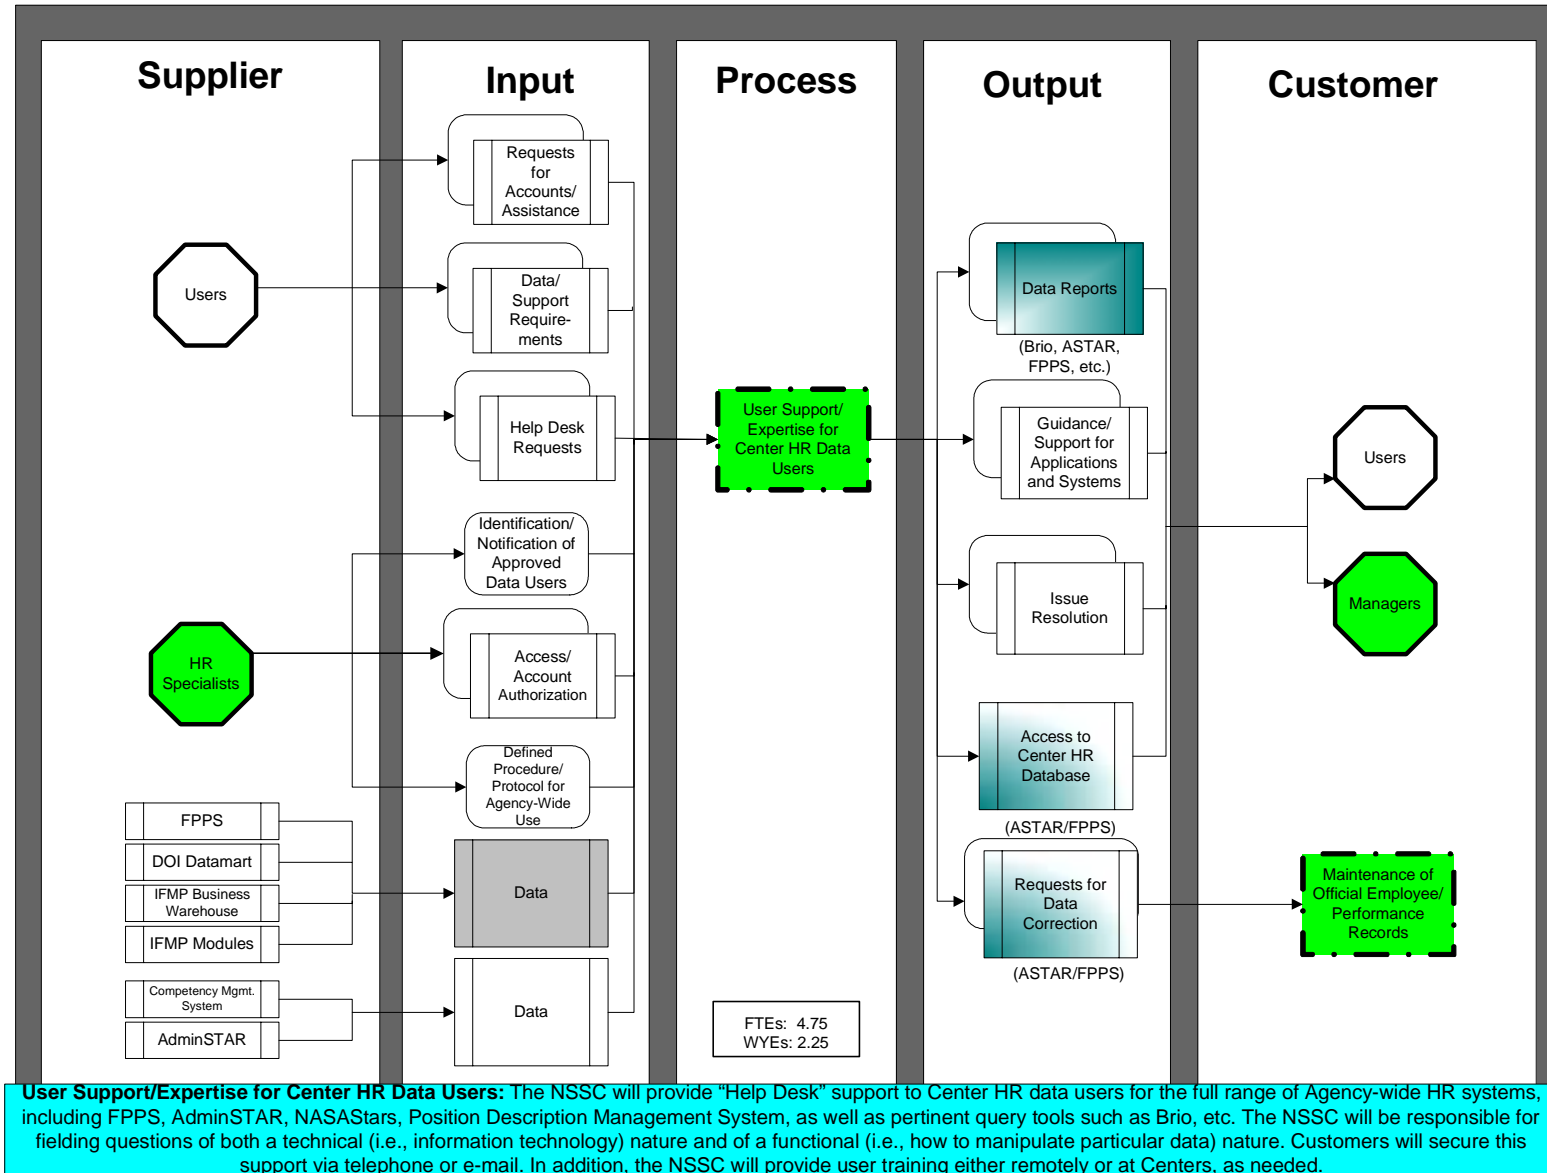 Supplier
Input
Process
Output
Customer
Users
HR
Specialists
FPPS
DOI Datamart
IFMP Business
Warehouse
IFMP Modules
Competency Mgmt.
System
AdminSTAR
Requests
for
Accounts/
Assistance
Data/
Support
Require-
ments
Help Desk
Requests
Identification/
Notification of
Approved
Data Users
Access/
Account
Authorization
Defined
Procedure/
Protocol for
Agency-Wide
Use
Data
Data
User Support/
Expertise for
Center HR Data
Users
FTEs: 4.75
WYEs: 2.25
Data Reports
(Brio, ASTAR,
FPPS, etc.)
Guidance/
Support for
Applications
and Systems
Issue
Resolution
Access to
Center HR
Database
(ASTAR/FPPS)
Requests for
Data
Correction
(ASTAR/FPPS)
Users
Managers
Maintenance of
Official Employee/
Performance
Records
User Support/Expertise for Center HR Data Users: The NSSC will provide “Help Desk” support to Center HR data users for the full range of Agency-wide HR systems,
including FPPS, AdminSTAR, NASAStars, Position Description Management System, as well as pertinent query tools such as Brio, etc. The NSSC will be responsible for
fielding questions of both a technical (i.e., information technology) nature and of a functional (i.e., how to manipulate particular data) nature. Customers will secure this
support via telephone or e-mail. In addition, the NSSC will provide user training either remotely or at Centers, as needed.